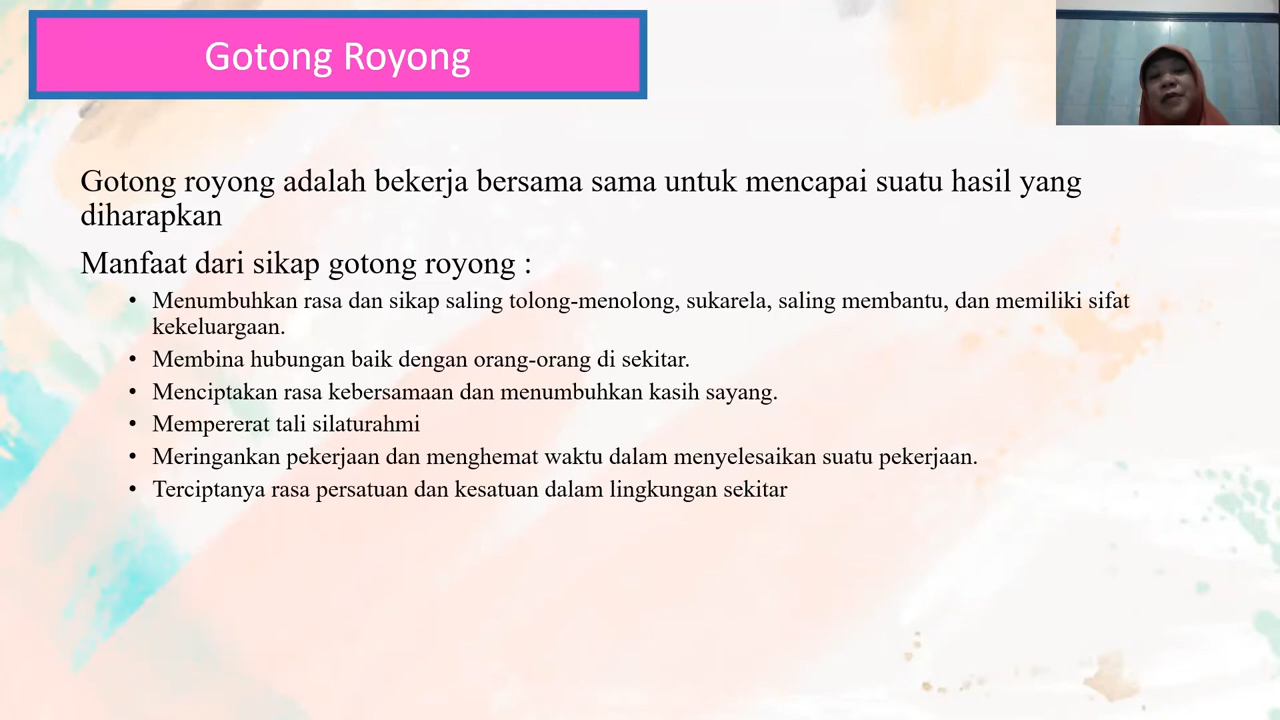 Gotong Royong
Gotong royong adalah bekerja bersama sama untuk mencapai suatu hasil yang
diharapkan
Manfaat dari sikap gotong royong :
• Menumbuhkan rasa dan sikap saling tolong-menolong, sukarela, saling membantu, dan memiliki sifat
kekeluargaan.
• Membina hubungan baik dengan orang-orang di sekitar.
• Menciptakan rasa kebersamaan dan menumbuhkan kasih sayang.
• Mempererat tali silaturahmi
• Meringankan pekerjaan dan menghemat waktu dalam menyelesaikan suatu pekerjaan.
• Terciptanya rasa persatuan dan kesatuan dalam lingkungan sekitar